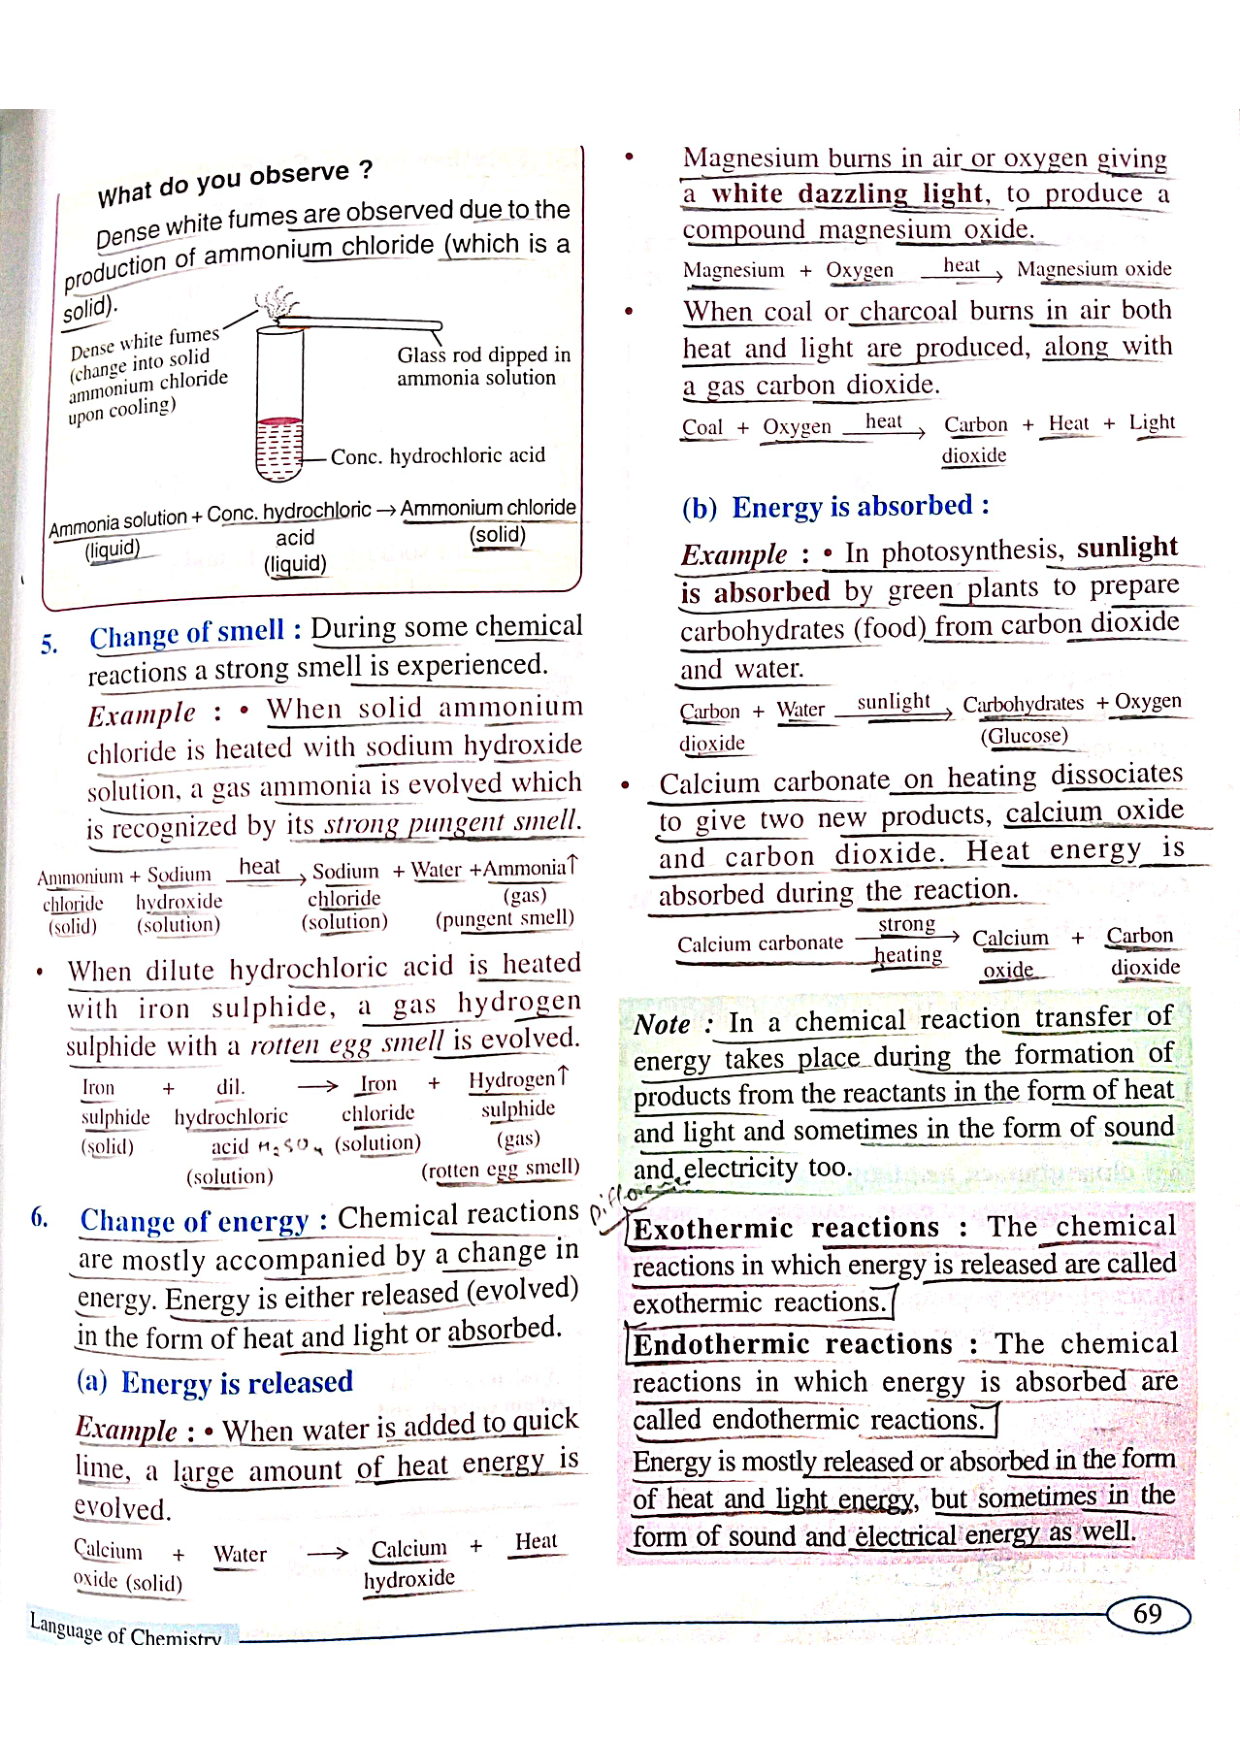 What do you observe ?
Dense white fumes are observed due to the
production of ammonium chloride (which is a
solid).
Dense white fumes
(change into solid
ammonium chloride
upon cooling)
Glass rod dipped in
ammonia solution
Conc. hydrochloric acid
Ammonia solution + Conc. hydrochloric → Ammonium chloride
(liquid) acid (solid)
(liquid)
5. Change of smell : During some chemical
reactions a strong smell is experienced.
Example : • When solid ammonium
chloride is heated with sodium hydroxide
solution, a gas ammonia is evolved which
is recognized by its strong pungent smell.
Ammonium + Sodium heat → Sodium + Water + Ammonia↑
chloride hydroxide chloride (gas)
(solid) (solution) (solution) (pungent smell)
• When dilute hydrochloric acid is heated
with iron sulphide, a gas hydrogen
sulphide with a rotten egg smell is evolved.
Iron + dil. → Iron + Hydrogen↑
sulphide hydrochloric chloride sulphide
(solid) acid H₂SO₄ (solution) (gas)
(solution) (rotten egg smell)
6. Change of energy : Chemical reactions
are mostly accompanied by a change in
energy. Energy is either released (evolved)
in the form of heat and light or absorbed.
(a) Energy is released
Example : • When water is added to quick
lime, a large amount of heat energy is
evolved.
Calcium + Water → Calcium + Heat
oxide (solid) hydroxide
• Magnesium burns in air or oxygen giving
a white dazzling light, to produce a
compound magnesium oxide.
Magnesium + Oxygen heat → Magnesium oxide
• When coal or charcoal burns in air both
heat and light are produced, along with
a gas carbon dioxide.
Coal + Oxygen heat → Carbon + Heat + Light
dioxide
(b) Energy is absorbed :
Example : • In photosynthesis, sunlight
is absorbed by green plants to prepare
carbohydrates (food) from carbon dioxide
and water.
Carbon + Water sunlight → Carbohydrates + Oxygen
dioxide (Glucose)
• Calcium carbonate on heating dissociates
to give two new products, calcium oxide
and carbon dioxide. Heat energy is
absorbed during the reaction.
Calcium carbonate strong heating → Calcium + Carbon
oxide dioxide
Note : In a chemical reaction transfer of
energy takes place during the formation of
products from the reactants in the form of heat
and light and sometimes in the form of sound
and electricity too.
Exothermic reactions : The chemical
reactions in which energy is released are called
exothermic reactions.
Endothermic reactions : The chemical
reactions in which energy is absorbed are
called endothermic reactions.
Energy is mostly released or absorbed in the form
of heat and light energy, but sometimes in the
form of sound and electrical energy as well.
Language of Chemistry
69